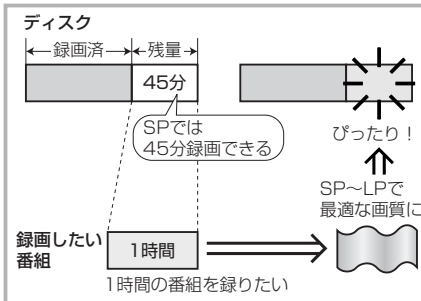 ディスク
録画済
残量
45分
SPでは
45分録画できる
ぴったり！
SP～LPで
最適な画質に
録画したい
番組
1時間
1時間の番組を録りたい